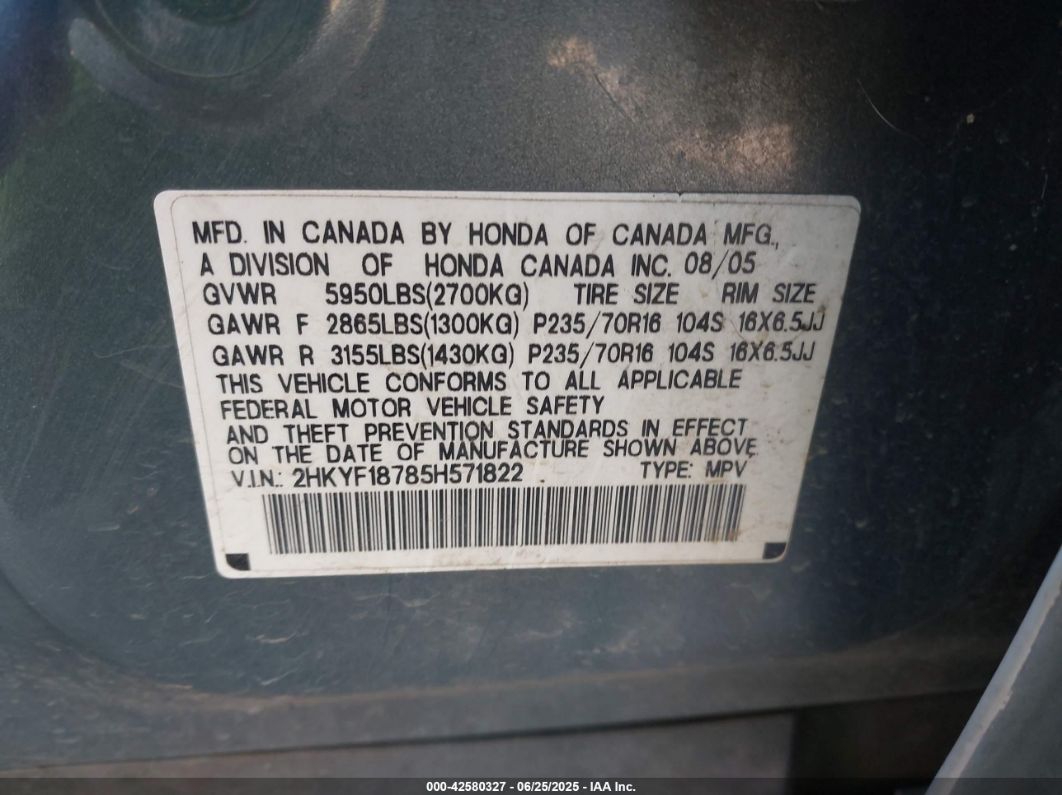 MFD. IN CANADA BY HONDA OF CANADA MFG.,
A DIVISION OF HONDA CANADA INC. 08/05
GVWR 5950LBS(2700KG) TIRE SIZE RIM SIZE
GAWR F 2865LBS(1300KG) P235/70R16 104S 16X6.5JJ
GAWR R 3155LBS(1430KG) P235/70R16 104S 16X6.5JJ
THIS VEHICLE CONFORMS TO ALL APPLICABLE
FEDERAL MOTOR VEHICLE SAFETY
AND THEFT PREVENTION STANDARDS IN EFFECT
ON THE DATE OF MANUFACTURE SHOWN ABOVE.
V.I.N.: 2HKYF18785H571822 TYPE: MPV
000-42580327 - 06/25/2025 - IAA Inc.